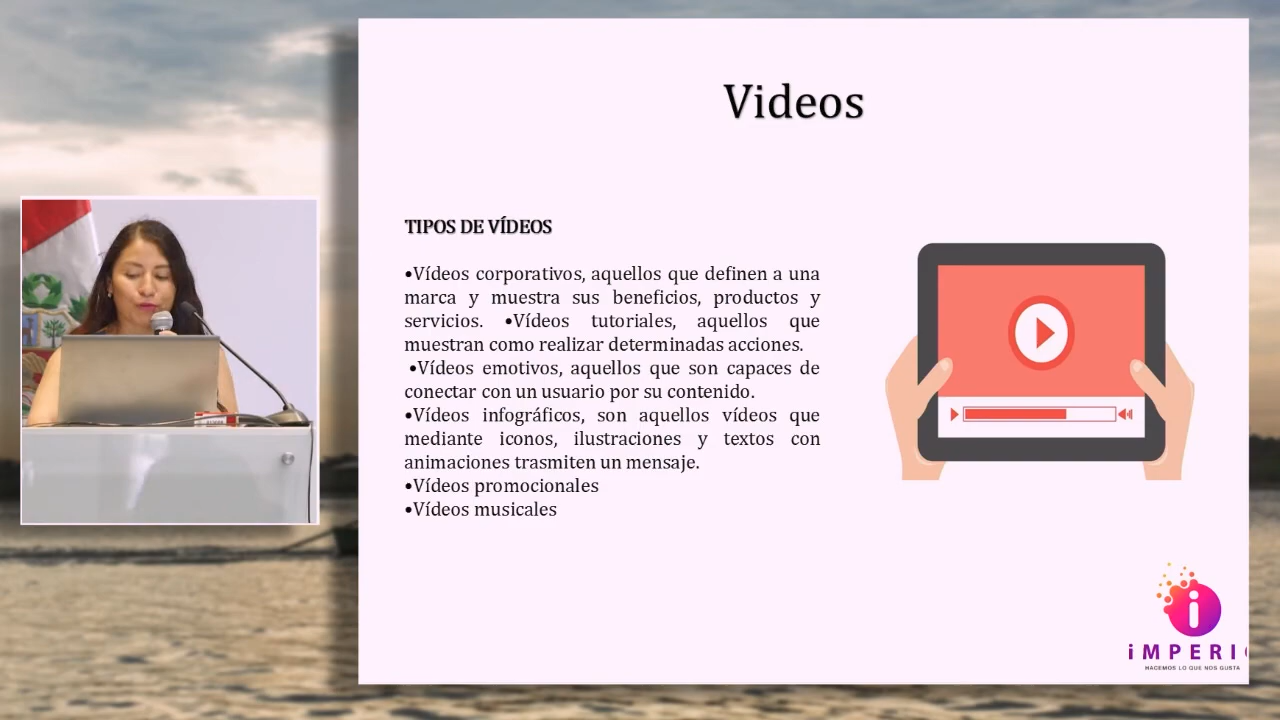 Videos
TIPOS DE VÍDEOS
•Vídeos corporativos, aquellos que definen a una
marca y muestra sus beneficios, productos y
servicios. •Vídeos tutoriales, aquellos que
muestran como realizar determinadas acciones.
•Vídeos emotivos, aquellos que son capaces de
conectar con un usuario por su contenido.
•Vídeos infográficos, son aquellos vídeos que
mediante iconos, ilustraciones y textos con
animaciones trasmiten un mensaje.
•Vídeos promocionales
•Vídeos musicales
i
iMPERI
HACEMOS LO QUE NOS GUSTA